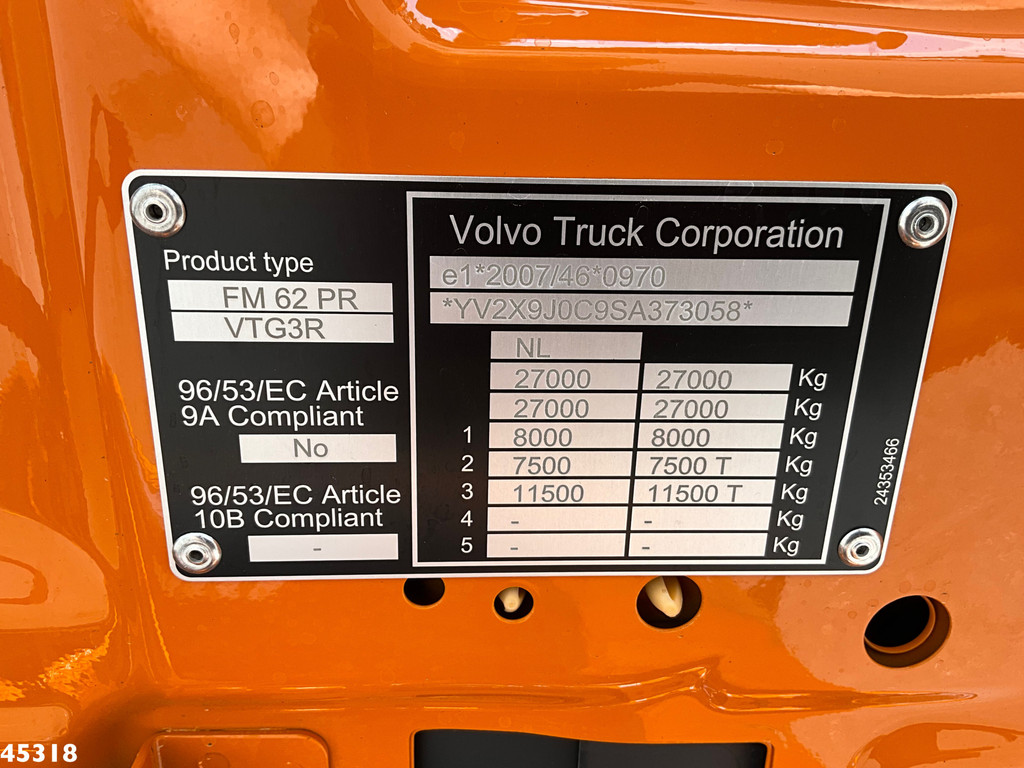 Product type
FM 62 PR
VTG3R
96/53/EC Article
9A Compliant
No
96/53/EC Article
10B Compliant
-
Volvo Truck Corporation
e1*2007/46*0970
*YV2X9J0C9SA373058*
NL
27000 27000 Kg
27000 27000 Kg
1 8000 8000 Kg
2 7500 7500 T Kg
3 11500 11500 T Kg
4 - - Kg
5 - - Kg
24353466
45318